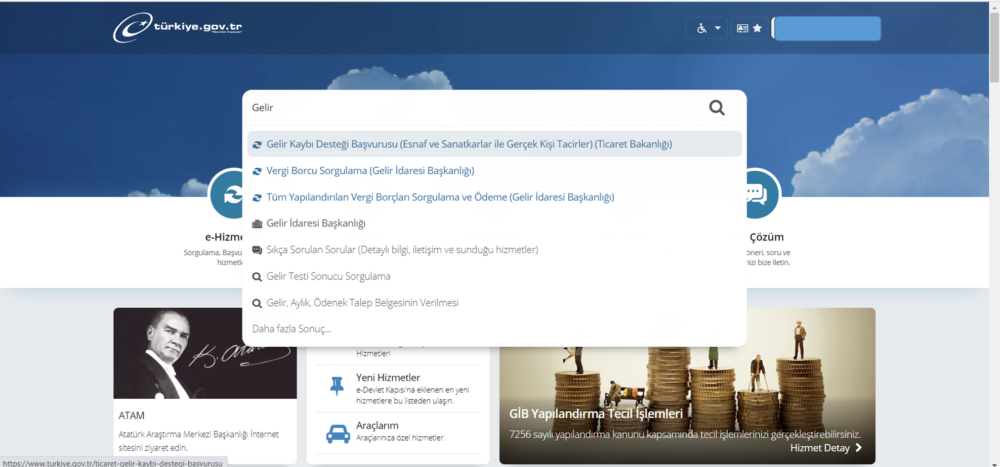 türkiye.gov.tr
"Devletin Kısayolu"
Gelir
Gelir Kaybı Desteği Başvurusu (Esnaf ve Sanatkarlar ile Gerçek Kişi Tacirler) (Ticaret Bakanlığı)
Vergi Borcu Sorgulama (Gelir İdaresi Başkanlığı)
Tüm Yapılandırılan Vergi Borçları Sorgulama ve Ödeme (Gelir İdaresi Başkanlığı)
Gelir İdaresi Başkanlığı
Sıkça Sorulan Sorular (Detaylı bilgi, iletişim ve sunduğu hizmetler)
Gelir Testi Sonucu Sorgulama
Gelir, Aylık, Ödenek Talep Belgesinin Verilmesi
Daha fazla Sonuç...
e-Hizme
Sorgulama, Başvu
hizmetle
Çözüm
öneri, soru ve
nizi bize iletin.
K. Atatü
ATAM
Atatürk Araştırma Merkezi Başkanlığı İnternet
sitesini ziyaret edin.
Hizmetleri
Yeni Hizmetler
e-Devlet Kapısı'na eklenen en yeni
hizmetlere bu listeden ulaşın.
Araçlarım
Araçlarınıza özel hizmetler.
GİB Yapılandırma Tecil İşlemleri
7256 sayılı yapılandırma kanunu kapsamında tecil işlemlerinizi gerçekleştirebilirsiniz.
Hizmet Detay
https://www.turkiye.gov.tr/ticaret-gelir-kaybi-destegi-basvurusu